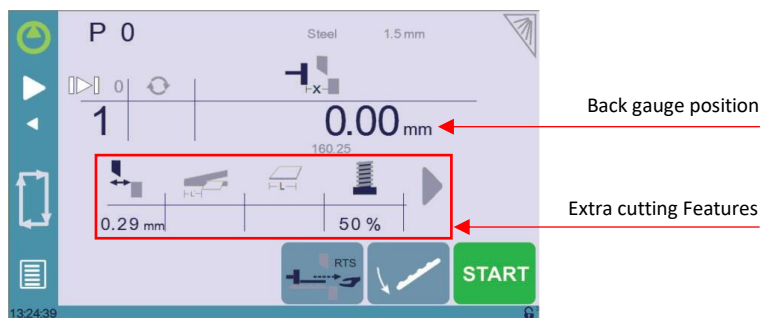 P 0
Steel 1.5 mm
0
X
1 0.00 mm
160.25
Back gauge position
L L
0.29 mm 50 %
Extra cutting Features
RTS
START
13:24:39